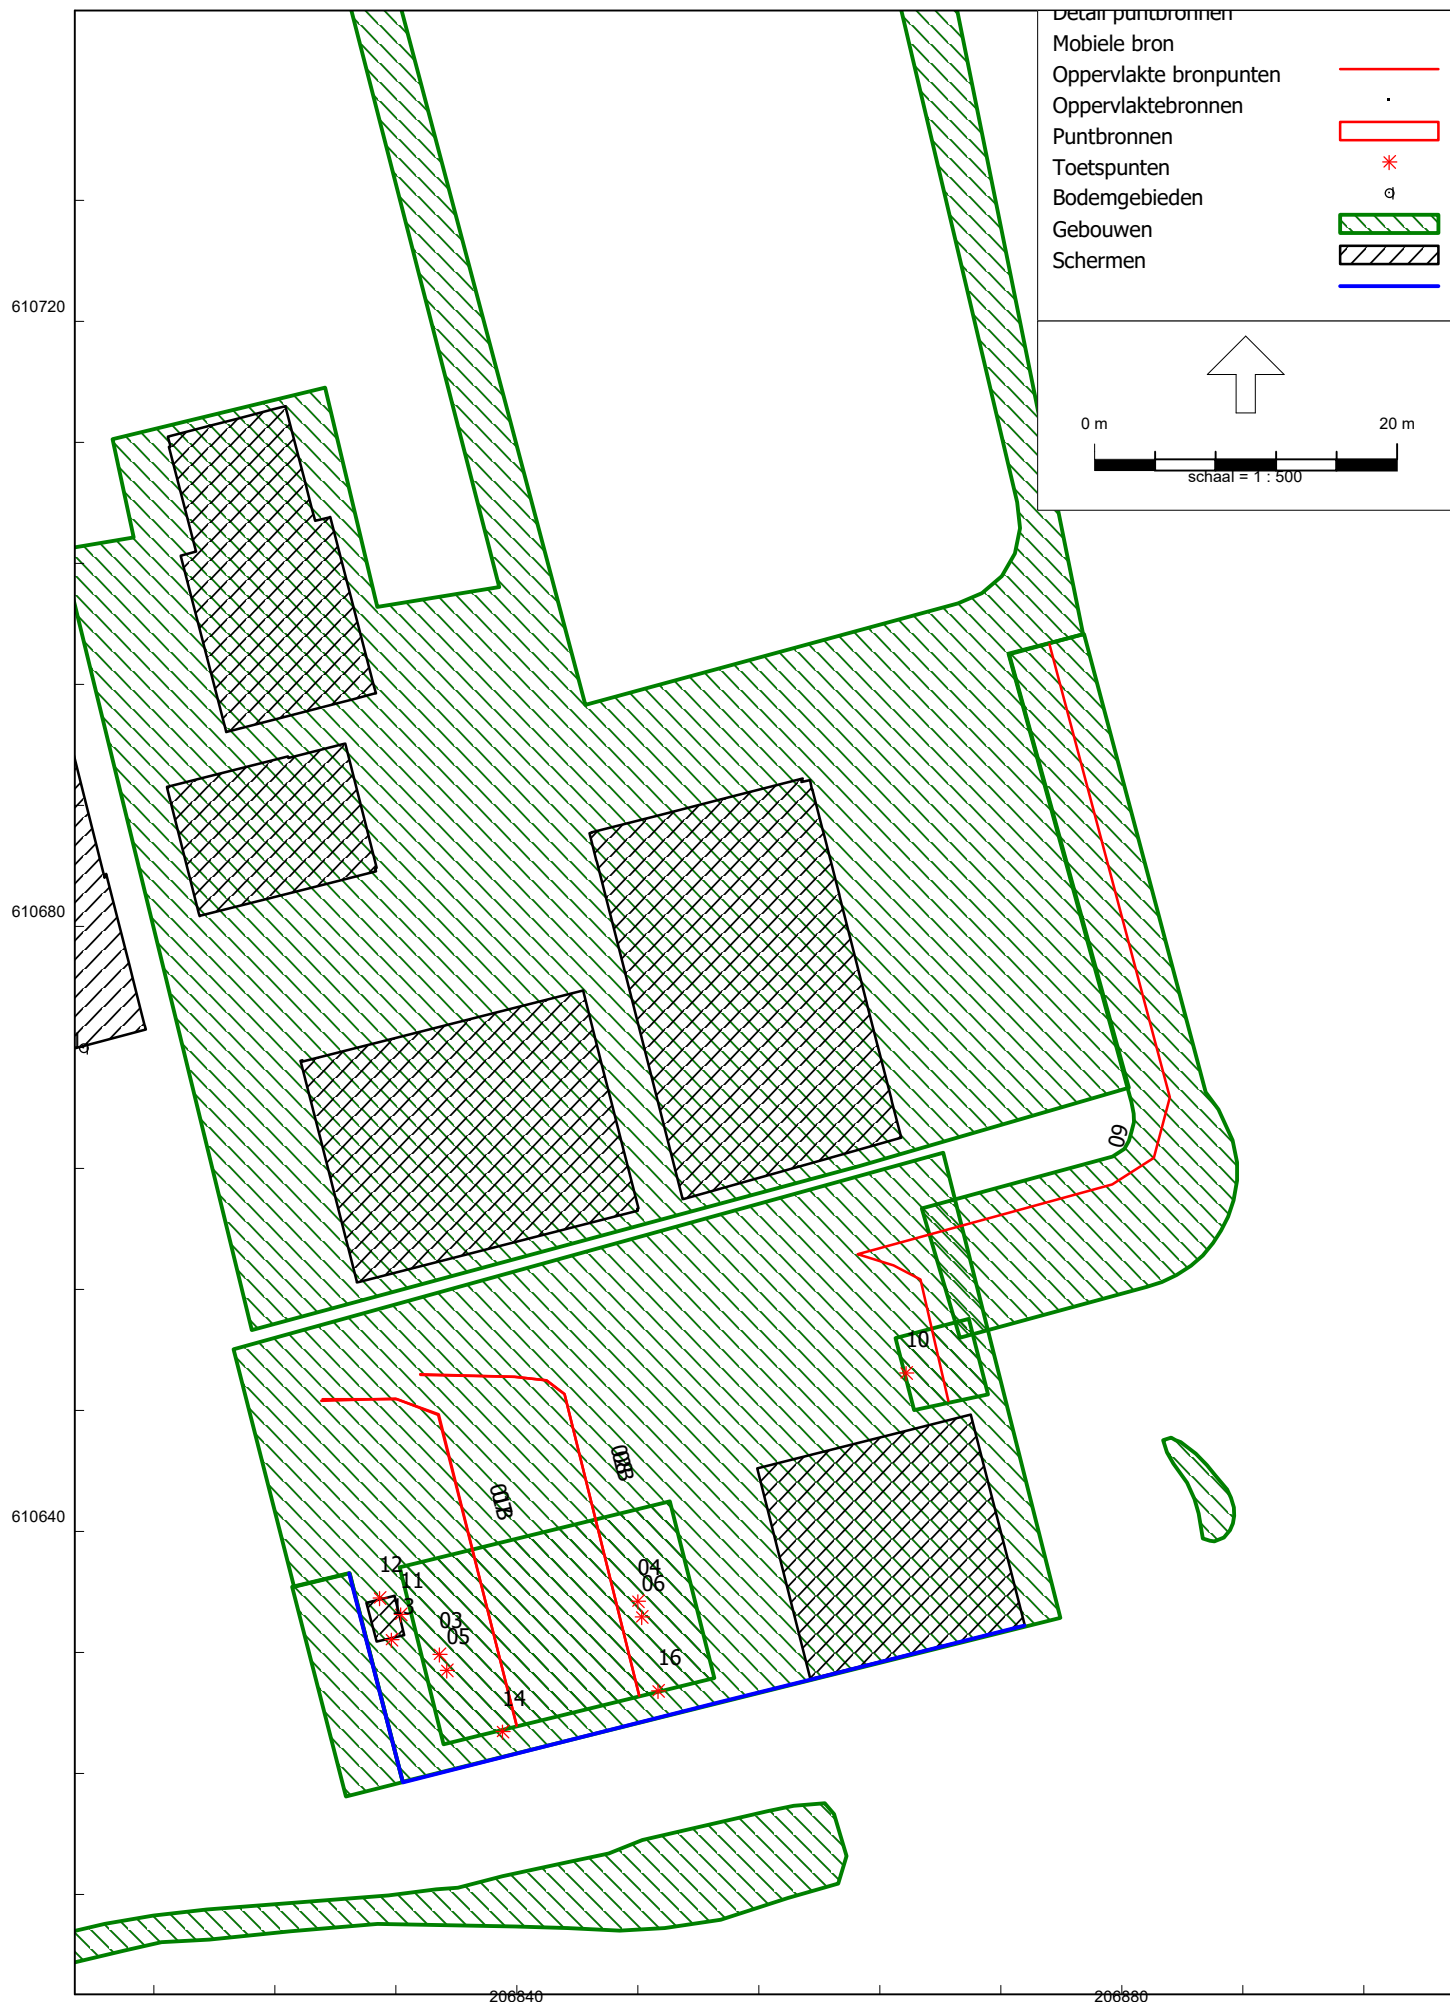 Detail puntbronnen
Mobiele bron
Oppervlakte bronpunten
Oppervlaktebronnen
Puntbronnen
Toetspunten
Bodemgebieden
Gebouwen
Schermen
0 m 20 m
schaal = 1 : 500
610720
610680
610640
09
10
12
11
13
03
05
04
06
16
14
206840
206880